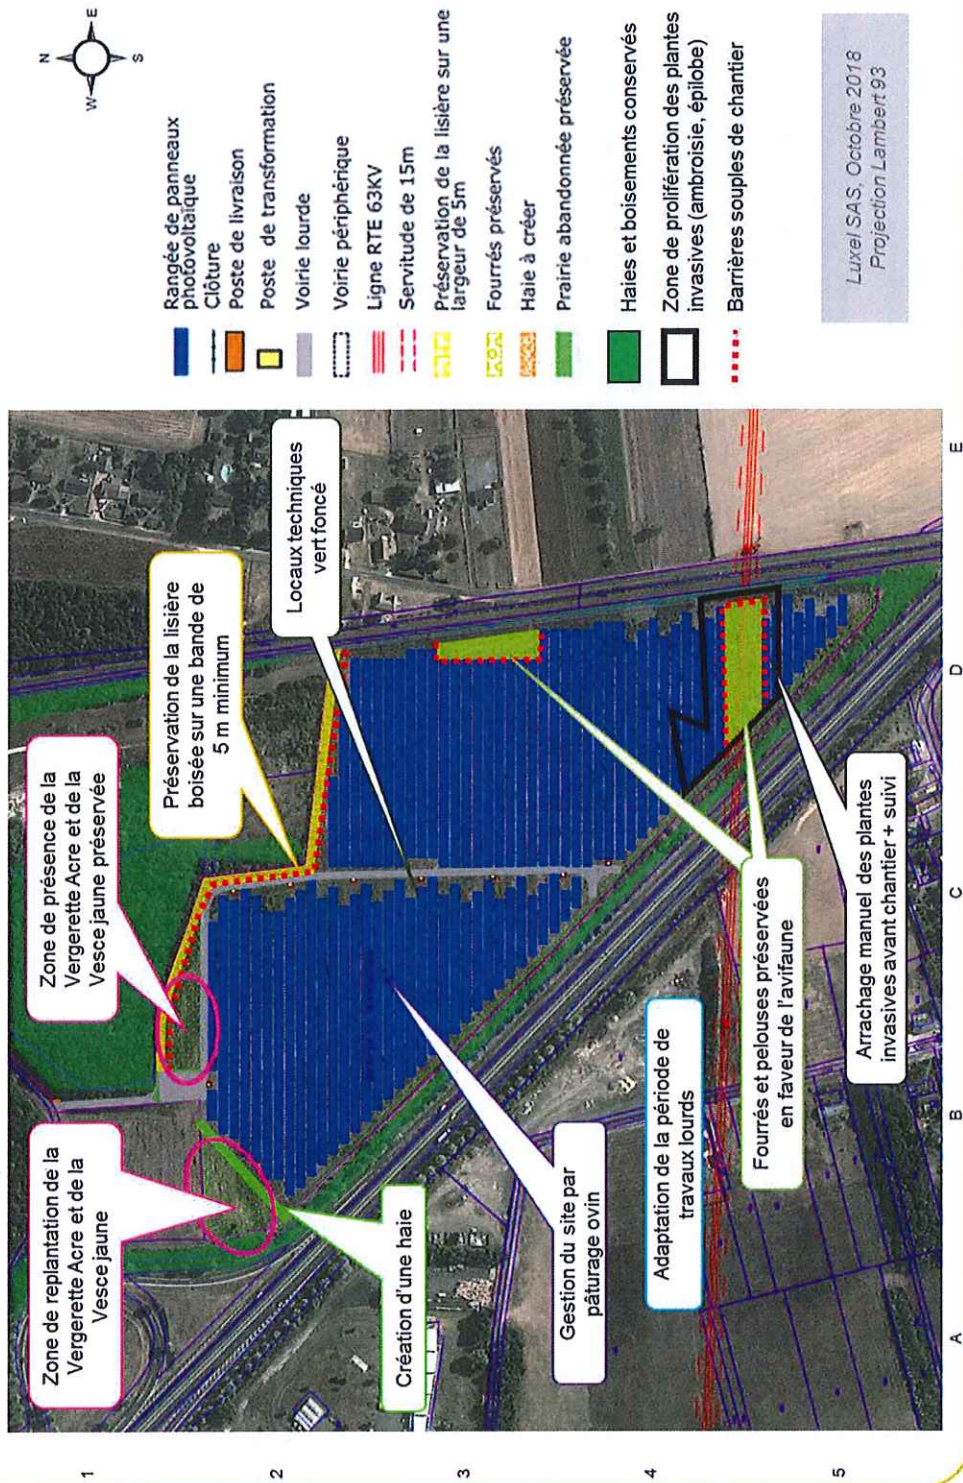 Zone de replantation de la
Vergerette Acre et de la
Vesce jaune
Zone de présence de la
Vergerette Acre et de la
Vesce jaune préservée
Préservation de la lisière
boisée sur une bande de
5 m minimum
Locaux techniques
vert foncé
Création d'une haie
Gestion du site par
pâturage ovin
Adaptation de la période de
travaux lourds
Fourrés et pelouses préservées
en faveur de l'avifaune
Arrachage manuel des plantes
invasives avant chantier + suivi
1
2
3
4
5
A
B
C
D
E
N
E
S
W
Rangée de panneaux
photovoltaïque
Clôture
Poste de livraison
Poste de transformation
Voirie lourde
Voirie périphérique
Ligne RTE 63KV
Servitude de 15m
Préservation de la lisière sur une
largeur de 5m
Fourrés préservés
Haie à créer
Prairie abandonnée préservée
Haies et boisements conservés
Zone de prolifération des plantes
invasives (ambroisie, épilobe)
Barrières souples de chantier
Luxel SAS, Octobre 2018
Projection Lambert 93